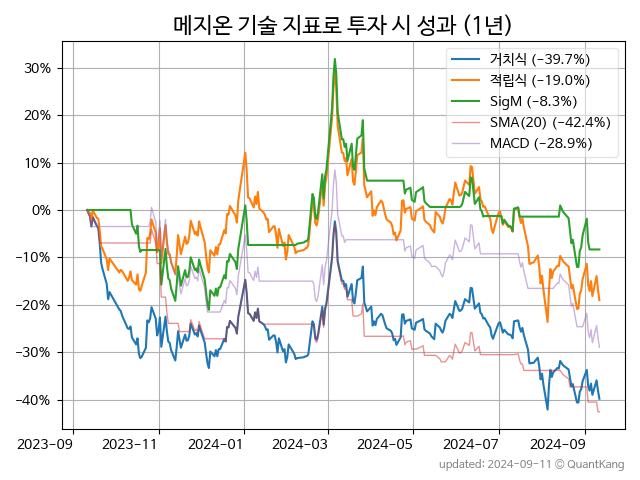 메지온 기술 지표로 투자 시 성과 (1년)
거치식 (−39.7%)
적립식 (−19.0%)
SigM (−8.3%)
SMA(20) (−42.4%)
MACD (−28.9%)
30%
20%
10%
0%
−10%
−20%
−30%
−40%
2023-09 2023-11 2024-01 2024-03 2024-05 2024-07 2024-09
updated: 2024-09-11 © QuantKang